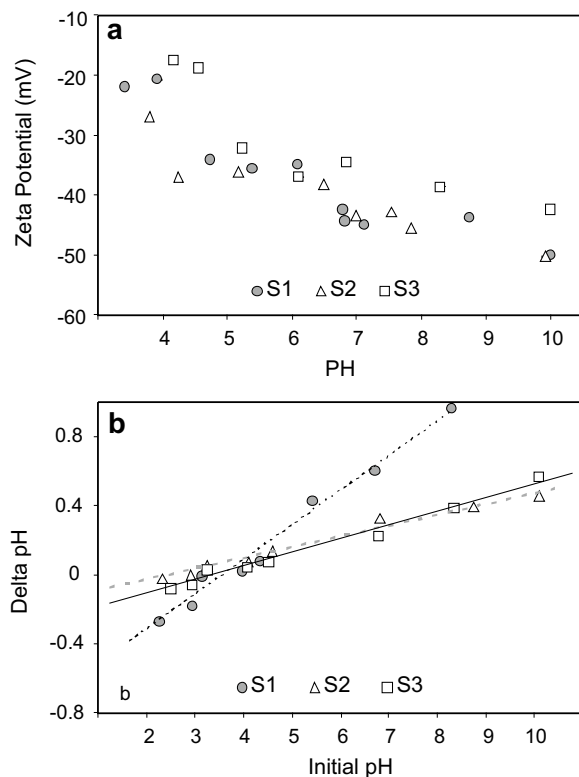 a
-10
-20
-30
-40
-50
-60
Zeta Potential (mV)
S1 S2 S3
4 5 6 7 8 9 10
PH
b
0.8
0.4
0
-0.4
-0.8
Delta pH
b
S1 S2 S3
2 3 4 5 6 7 8 9 10
Initial pH